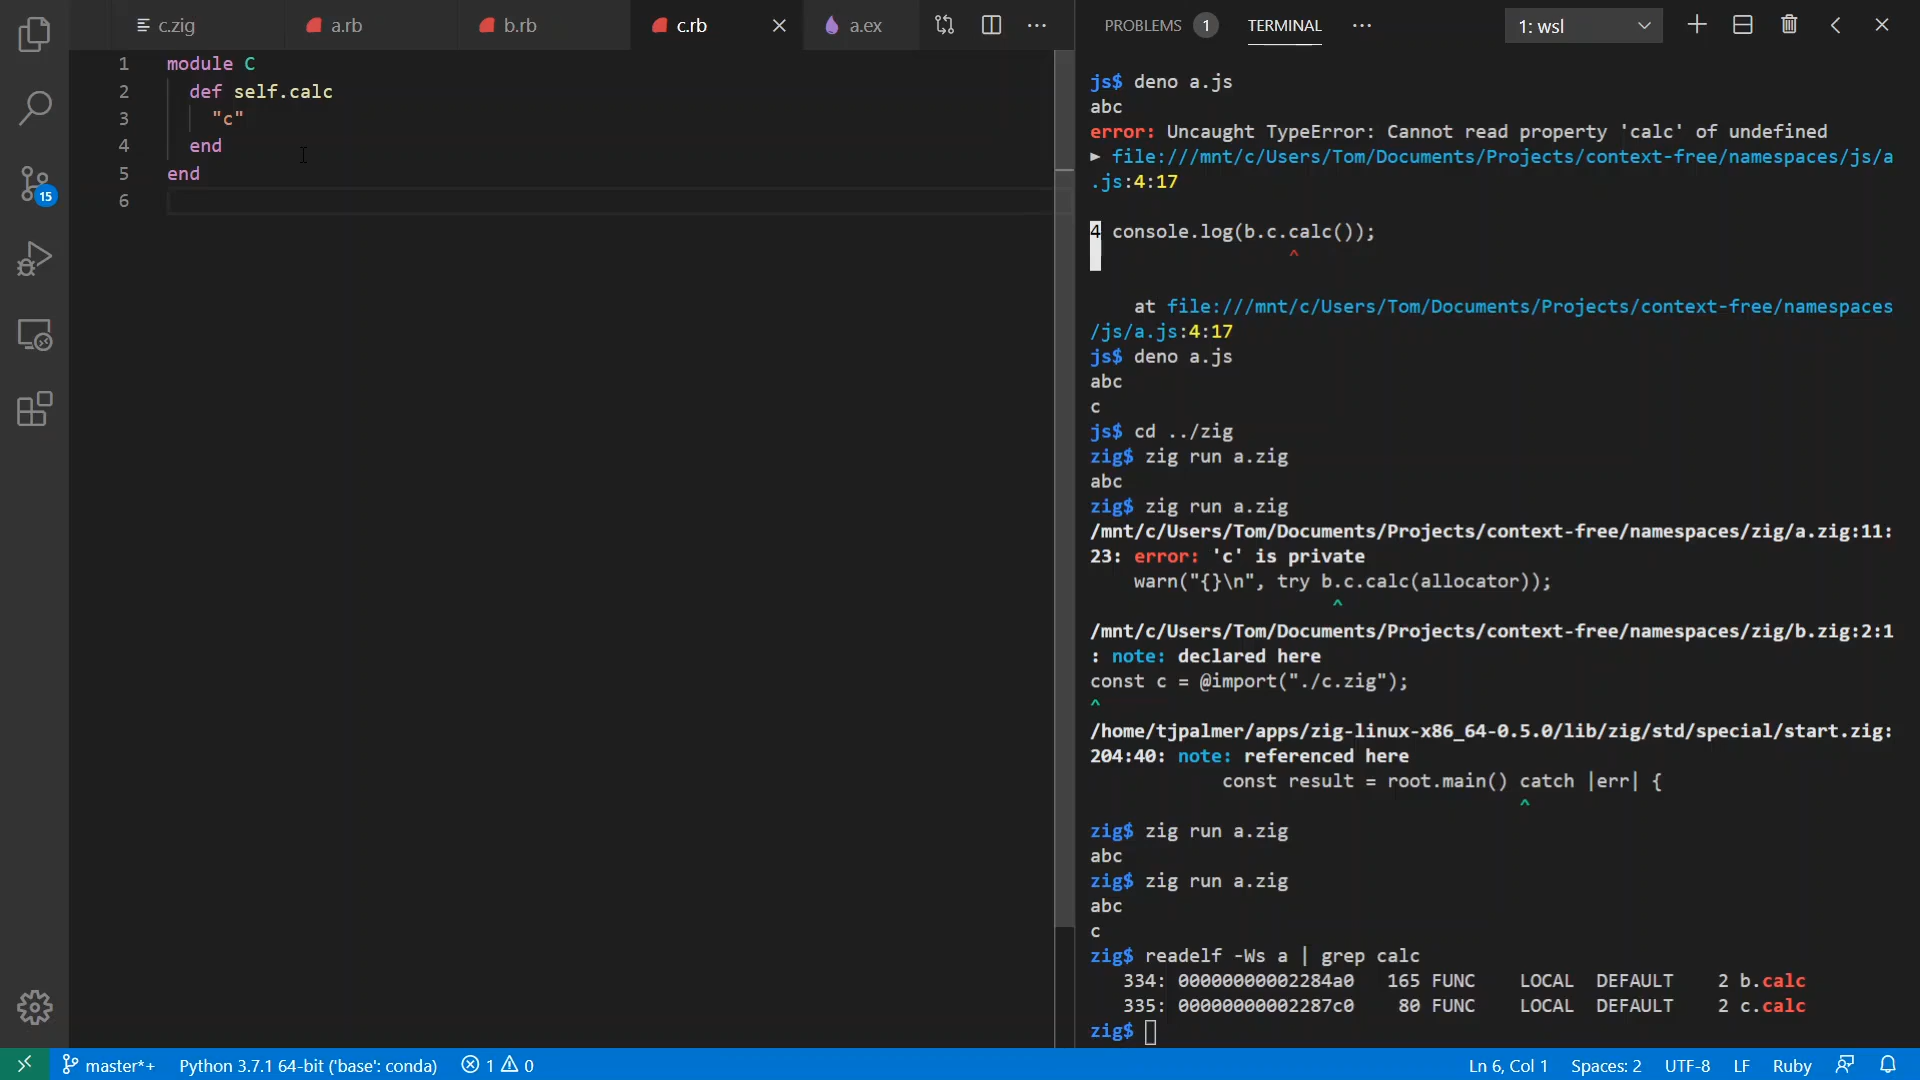 c.zig
a.rb
b.rb
c.rb
a.ex
PROBLEMS 1
TERMINAL
1: wsl
1 module C
2 def self.calc
3 "c"
4 end
5 end
6
15
js$ deno a.js
abc
error: Uncaught TypeError: Cannot read property 'calc' of undefined
► file:///mnt/c/Users/Tom/Documents/Projects/context-free/namespaces/js/a
.js:4:17
4 console.log(b.c.calc());
^
at file:///mnt/c/Users/Tom/Documents/Projects/context-free/namespaces
/js/a.js:4:17
js$ deno a.js
abc
c
js$ cd ../zig
zig$ zig run a.zig
abc
zig$ zig run a.zig
/mnt/c/Users/Tom/Documents/Projects/context-free/namespaces/zig/a.zig:11:
23: error: 'c' is private
warn("{}\n", try b.c.calc(allocator));
^
/mnt/c/Users/Tom/Documents/Projects/context-free/namespaces/zig/b.zig:2:1
: note: declared here
const c = @import("./c.zig");
^
/home/tjpalmer/apps/zig-linux-x86_64-0.5.0/lib/zig/std/special/start.zig:
204:40: note: referenced here
const result = root.main() catch |err| {
^
zig$ zig run a.zig
abc
zig$ zig run a.zig
abc
c
zig$ readelf -Ws a | grep calc
334: 00000000002284a0 165 FUNC LOCAL DEFAULT 2 b.calc
335: 00000000002287c0 80 FUNC LOCAL DEFAULT 2 c.calc
zig$
master*+
Python 3.7.1 64-bit ('base': conda)
1
0
Ln 6, Col 1
Spaces: 2
UTF-8
LF
Ruby